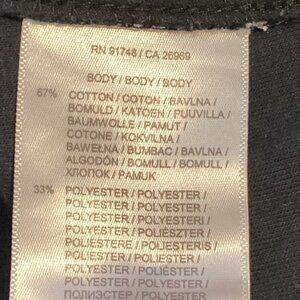 RN 91748 / CA 26969
BODY / BODY / BODY
67% COTTON / COTON / BAVLNA /
BOMULD / KATOEN / PUUVILLA /
BAUMWOLLE / PAMUT /
COTONE / KOKVILNA /
BAWEŁNA / BUMBAC / BAVLNA /
ALGODÓN / BOMULL / BOMULL /
ХЛОПОК / PAMUK
33% POLYESTER / POLYESTER /
POLYESTER / POLYESTER /
POLYESTER / POLYESTERI /
POLYESTER / POLIÉSZTER /
POLIESTERE / POLIESTERIS /
POLIESTER / POLIESTER /
POLYESTER / POLIÉSTER /
POLYESTER / POLYESTER /
ПОЛИЭСТЕР / POLYESTER